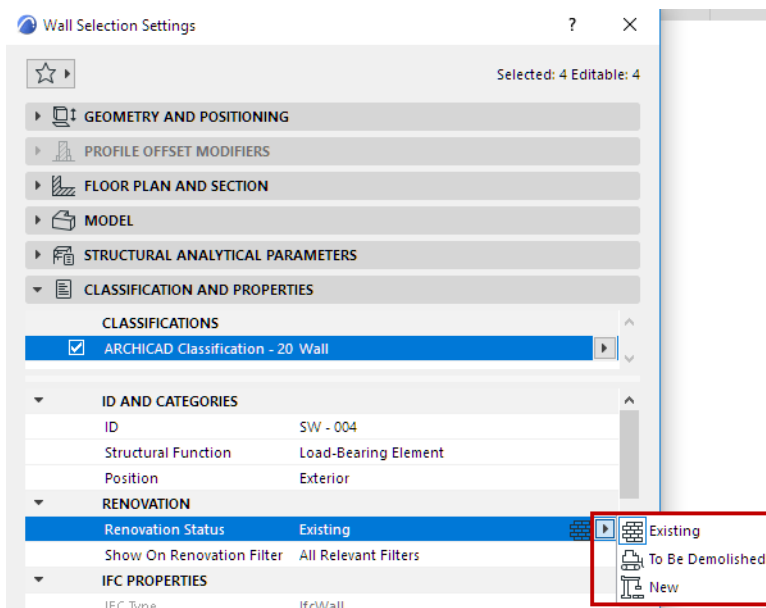 Wall Selection Settings ? ×
Selected: 4 Editable: 4
GEOMETRY AND POSITIONING
PROFILE OFFSET MODIFIERS
FLOOR PLAN AND SECTION
MODEL
STRUCTURAL ANALYTICAL PARAMETERS
CLASSIFICATION AND PROPERTIES
CLASSIFICATIONS
ARCHICAD Classification - 20 Wall
ID AND CATEGORIES
ID SW - 004
Structural Function Load-Bearing Element
Position Exterior
RENOVATION
Renovation Status Existing
Existing
To Be Demolished
Show On Renovation Filter All Relevant Filters
New
IFC PROPERTIES
IFC Type IfcWall